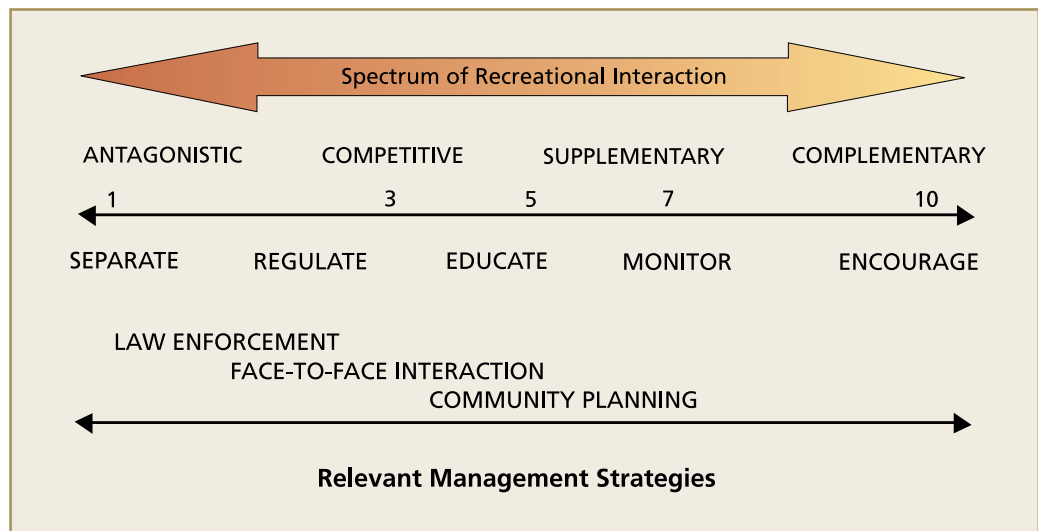 Spectrum of Recreational Interaction
ANTAGONISTIC COMPETITIVE SUPPLEMENTARY COMPLEMENTARY
1 3 5 7 10
SEPARATE REGULATE EDUCATE MONITOR ENCOURAGE
LAW ENFORCEMENT
FACE-TO-FACE INTERACTION
COMMUNITY PLANNING
Relevant Management Strategies